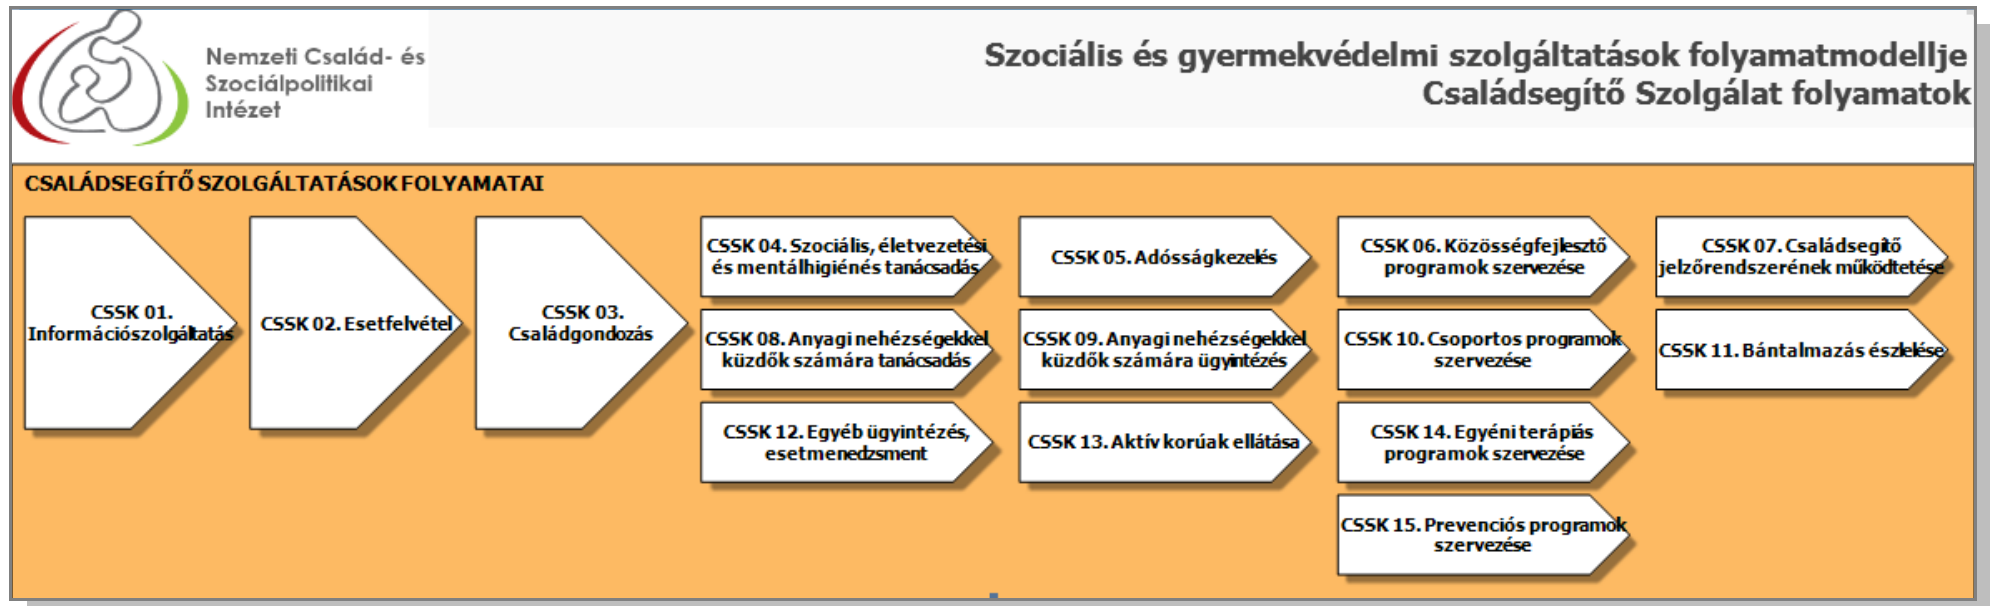 Nemzeti Család- és
Szociálpolitikai
Intézet
Szociális és gyermekvédelmi szolgáltatások folyamatmodellje
Családsegítő Szolgálat folyamatok
CSALÁDSEGÍTŐ SZOLGÁLTATÁSOK FOLYAMATAI
CSSK 01.
Információszolgáltatás
CSSK 02. Esetfelvétel
CSSK 03.
Családgondozás
CSSK 04. Szociális, életvezetési
és mentálhigiénés tanácsadás
CSSK 05. Adósságkezelés
CSSK 06. Közösségfejlesztő
programok szervezése
CSSK 07. Családsegítő
jelzőrendszerének működtetése
CSSK 08. Anyagi nehézségekkel
küzdők számára tanácsadás
CSSK 09. Anyagi nehézségekkel
küzdők számára ügyintézés
CSSK 10. Csoportos programok
szervezése
CSSK 11. Bántalmazás észlelése
CSSK 12. Egyéb ügyintézés,
esetmenedzsment
CSSK 13. Aktív korúak ellátása
CSSK 14. Egyéni terápiás
programok szervezése
CSSK 15. Prevenciós programok
szervezése